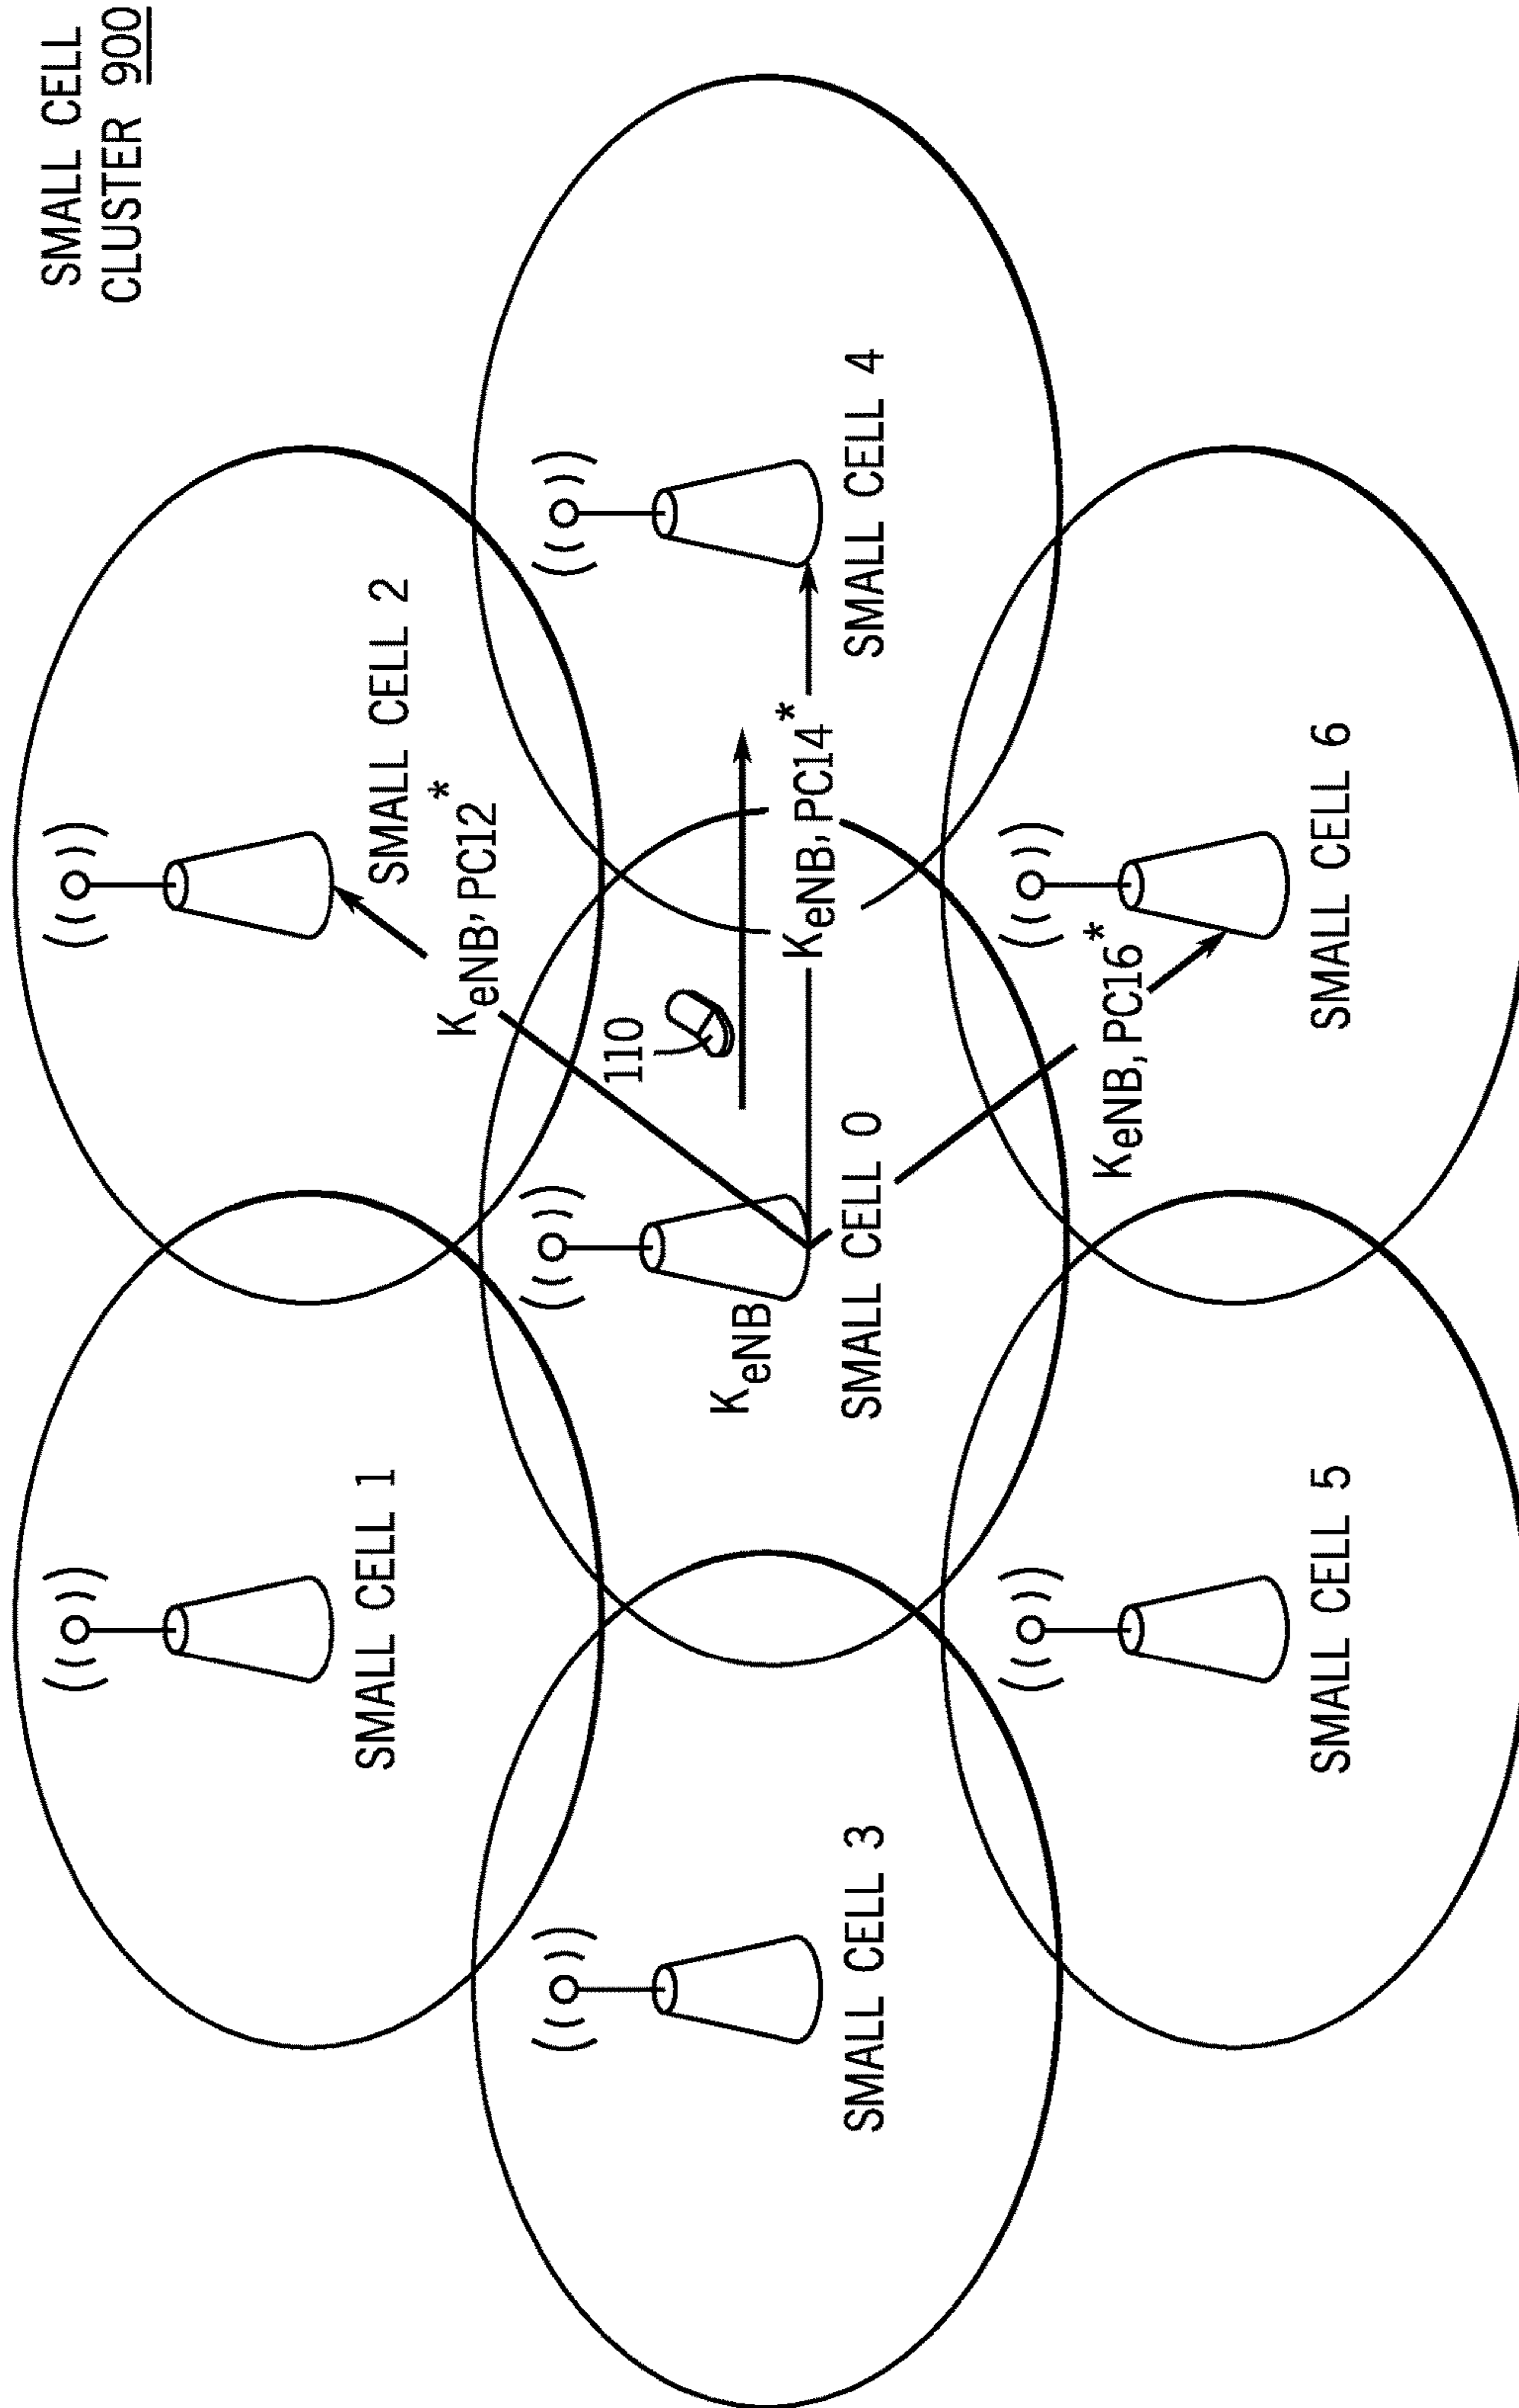 SMALL CELL
CLUSTER 900
SMALL CELL 1
SMALL CELL 2
KeNB, PC12*
110
KeNB
SMALL CELL 0
KeNB, PC14*
SMALL CELL 3
SMALL CELL 4
KeNB, PC16*
SMALL CELL 5
SMALL CELL 6